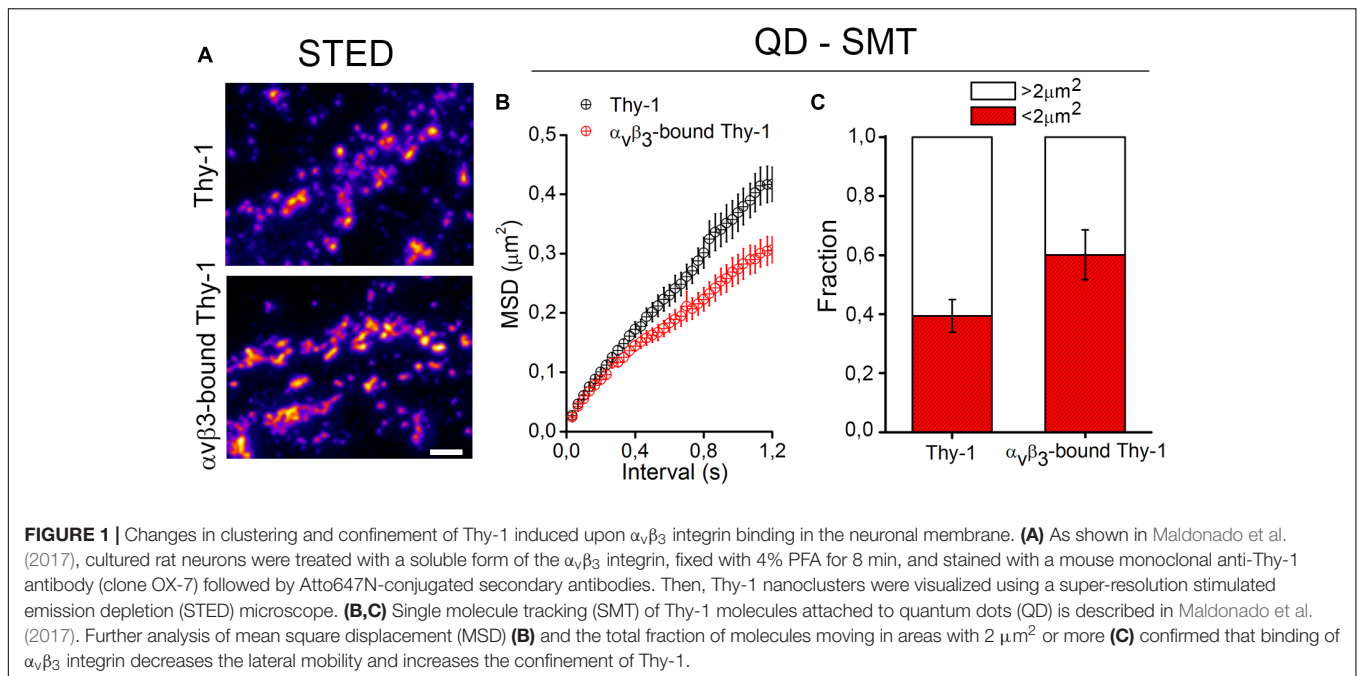 A
STED
QD - SMT
Thy-1
αvβ3-bound Thy-1
B
Thy-1
αvβ3-bound Thy-1
MSD (μm²)
0,5
0,4
0,3
0,2
0,1
0,0
0,0 0,4 0,8 1,2
Interval (s)
C
>2μm²
<2μm²
Fraction
1,0
0,8
0,6
0,4
0,2
0,0
Thy-1 αvβ3-bound Thy-1
FIGURE 1 | Changes in clustering and confinement of Thy-1 induced upon αvβ3 integrin binding in the neuronal membrane. (A) As shown in Maldonado et al.
(2017), cultured rat neurons were treated with a soluble form of the αvβ3 integrin, fixed with 4% PFA for 8 min, and stained with a mouse monoclonal anti-Thy-1
antibody (clone OX-7) followed by Atto647N-conjugated secondary antibodies. Then, Thy-1 nanoclusters were visualized using a super-resolution stimulated
emission depletion (STED) microscope. (B,C) Single molecule tracking (SMT) of Thy-1 molecules attached to quantum dots (QD) is described in Maldonado et al.
(2017). Further analysis of mean square displacement (MSD) (B) and the total fraction of molecules moving in areas with 2 μm² or more (C) confirmed that binding of
αvβ3 integrin decreases the lateral mobility and increases the confinement of Thy-1.